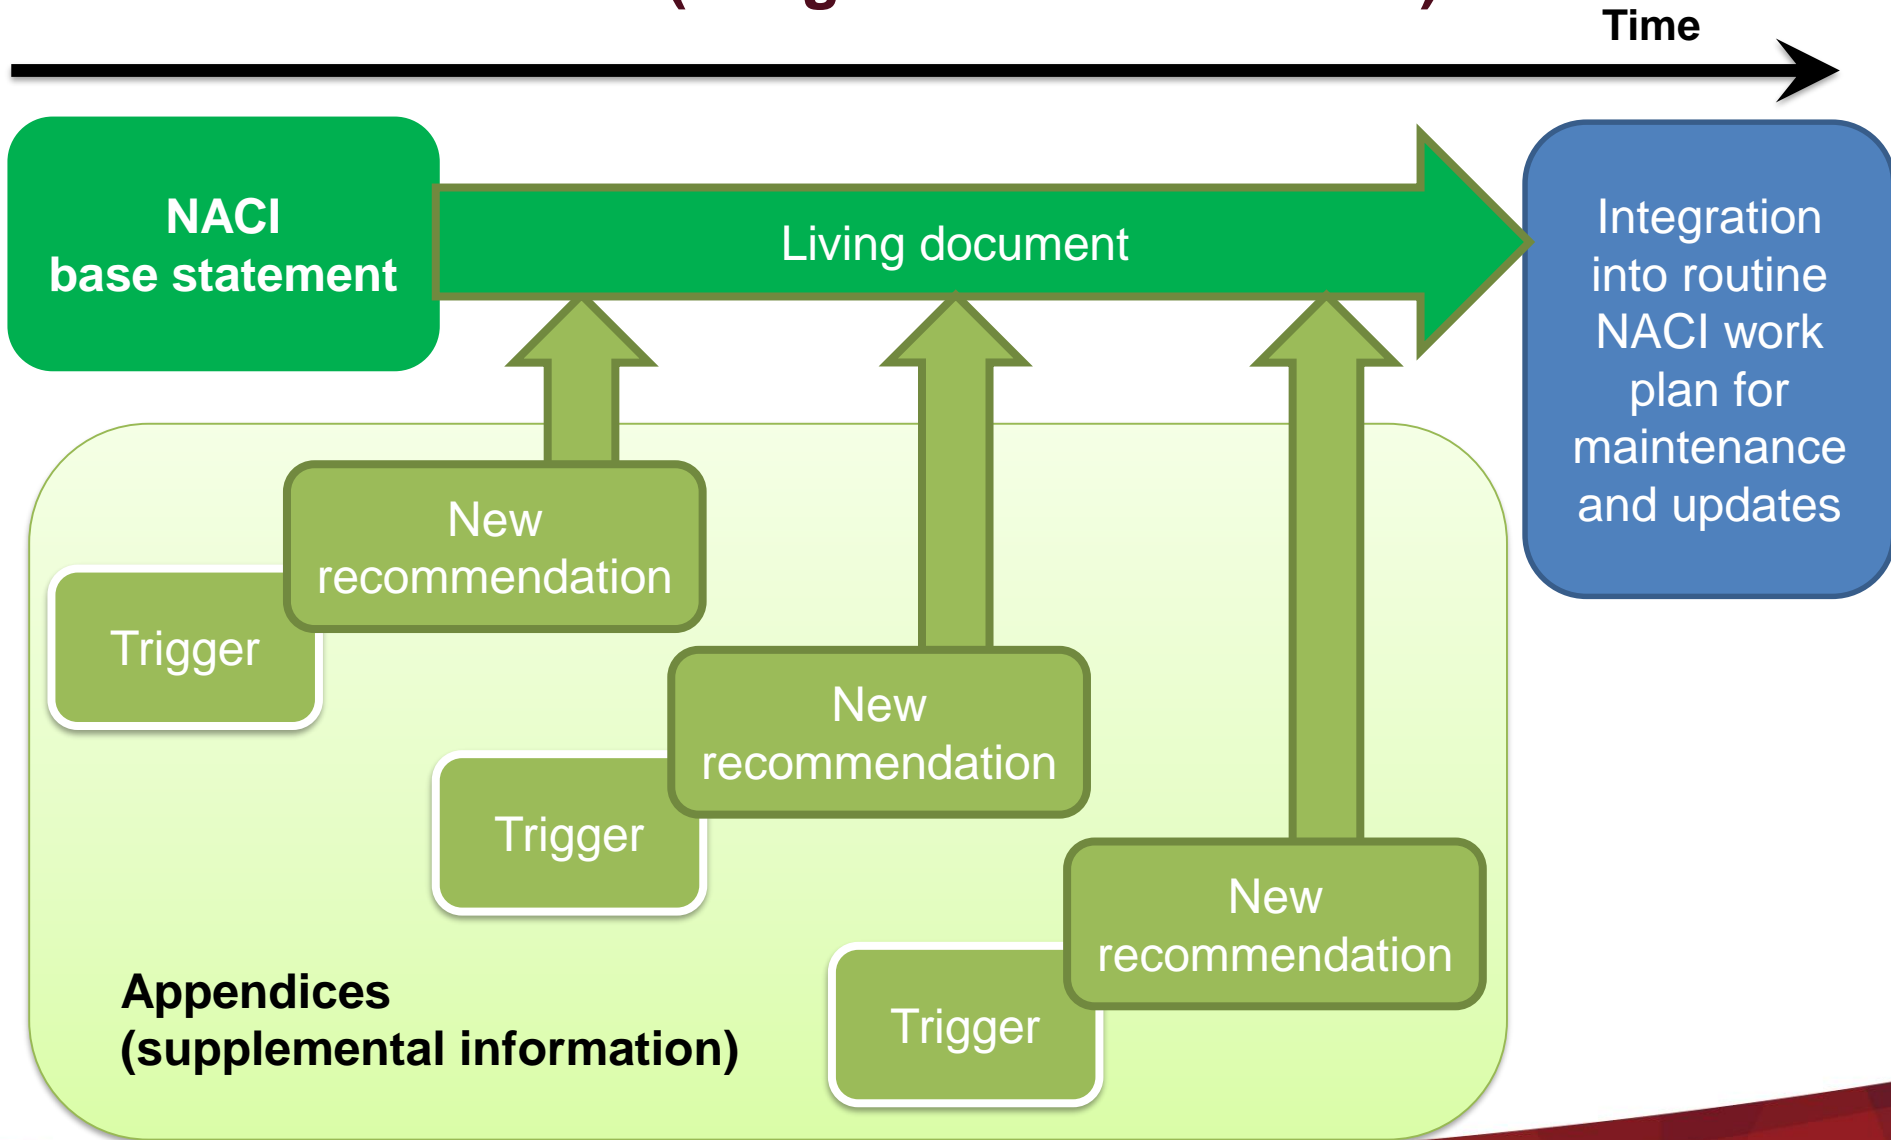 Time
NACI
base statement
Living document
Integration
into routine
NACI work
plan for
maintenance
and updates
New
recommendation
Trigger
New
recommendation
Trigger
New
recommendation
Trigger
Appendices
(supplemental information)